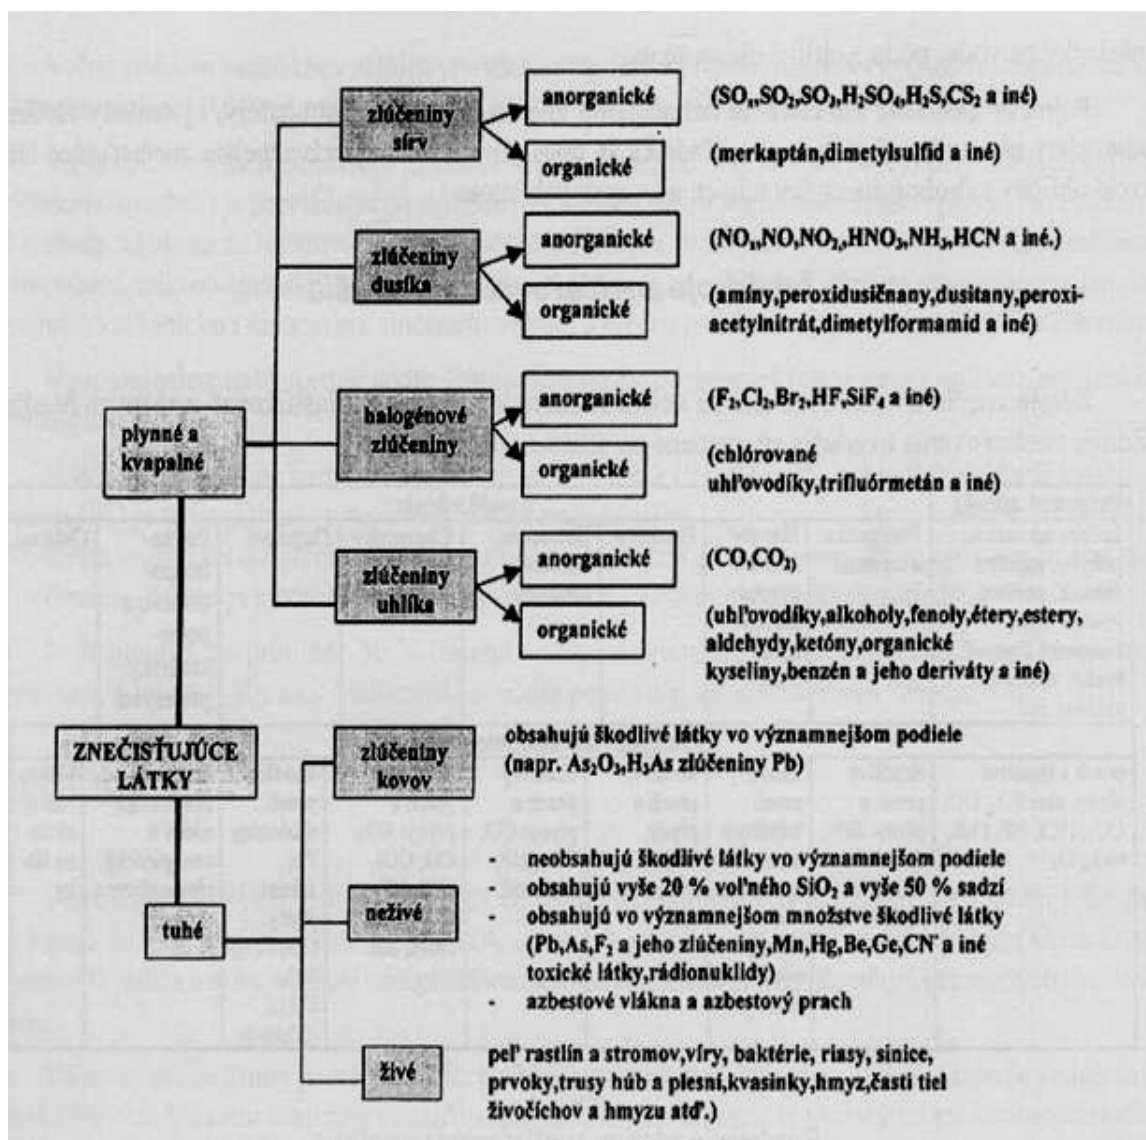 anorganické
(SOx,SO2,SO3,H2SO4,H2S,CS2 a iné)
zlúčeniny
síry
organické
(merkaptán,dimetylsulfid a iné)
anorganické
(NOx,NO,NO2,,HNO3,NH3,HCN a iné.)
zlúčeniny
dusíka
organické
(amíny,peroxidusičnany,dusitany,peroxi-
acetylnitrát,dimetylformamid a iné)
anorganické
(F2,Cl2,Br2,HF,SiF4 a iné)
halogénové
zlúčeniny
plynné a
kvapalné
organické
(chlórované
uhľovodíky,trifluórmetán a iné)
anorganické
(CO,CO2)
zlúčeniny
uhlíka
organické
(uhľovodíky,alkoholy,fenoly,étery,estery,
aldehydy,ketóny,organické
kyseliny,benzén a jeho deriváty a iné)
ZNEČISŤUJÚCE
LÁTKY
zlúčeniny
kovov
obsahujú škodlivé látky vo významnejšom podiele
(napr. As2O3,H3As zlúčeniny Pb)
- neobsahujú škodlivé látky vo významnejšom podiele
- obsahujú vyše 20 % voľného SiO2 a vyše 50 % sadzí
- obsahujú vo významnejšom množstve škodlivé látky
(Pb,As,F2 a jeho zlúčeniny,Mn,Hg,Be,Ge,CN- a iné
toxické látky,rádionuklidy)
- azbestové vlákna a azbestový prach
neživé
tuhé
živé
peľ rastlín a stromov,víry, baktérie, riasy, sinice,
prvoky,trusy húb a plesní,kvasinky,hmyz,časti tiel
živočíchov a hmyzu atď.)